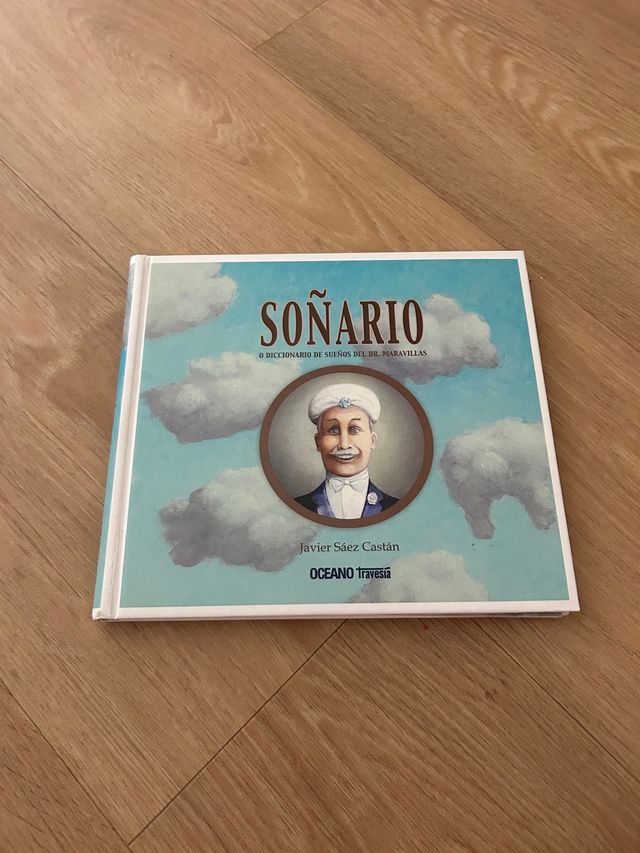 SOÑARIO
O DICCIONARIO DE SUEÑOS DEL DR. MARAVILLAS
Javier Sáez Castán
OCEANO Travesía